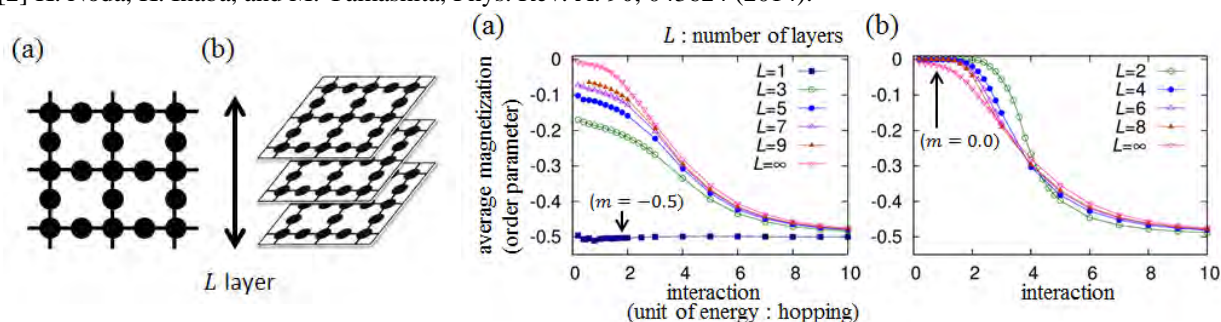 [2] K. Noda, K. Inaba, and M. Yamashita, Phys. Rev. A. 90, 043624 (2014).
(a)
(b)
L layer
(a)
L : number of layers
(b)
average magnetization
(order parameter)
0
-0.1
-0.2
-0.3
-0.4
-0.5
L=1
L=3
L=5
L=7
L=9
L=∞
(m = −0.5)
0 2 4 6 8 10
interaction
(unit of energy : hopping)
0
-0.1
-0.2
-0.3
-0.4
-0.5
L=2
L=4
L=6
L=8
L=∞
(m = 0.0)
0 2 4 6 8 10
interaction